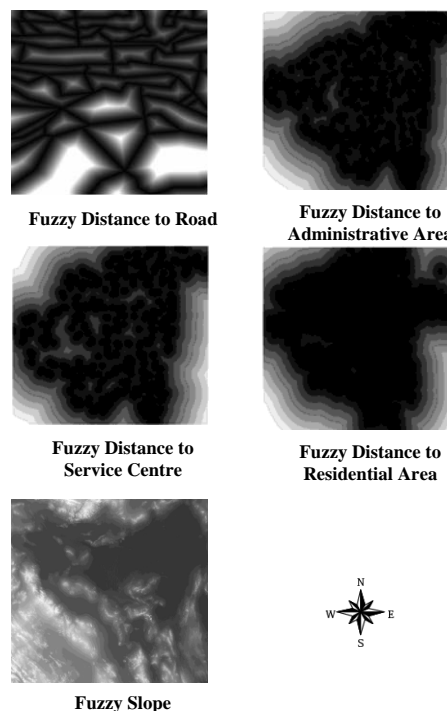 Fuzzy Distance to Road
Fuzzy Distance to
Administrative Area
Fuzzy Distance to
Service Centre
Fuzzy Distance to
Residential Area
N
W E
S
Fuzzy Slope